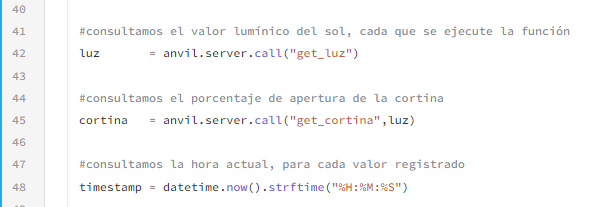 40
41 #consultamos el valor lumínico del sol, cada que se ejecute la función
42 luz       = anvil.server.call("get_luz")
43
44 #consultamos el porcentaje de apertura de la cortina
45 cortina   = anvil.server.call("get_cortina",luz)
46
47 #consultamos la hora actual, para cada valor registrado
48 timestamp = datetime.now().strftime("%H:%M:%S")